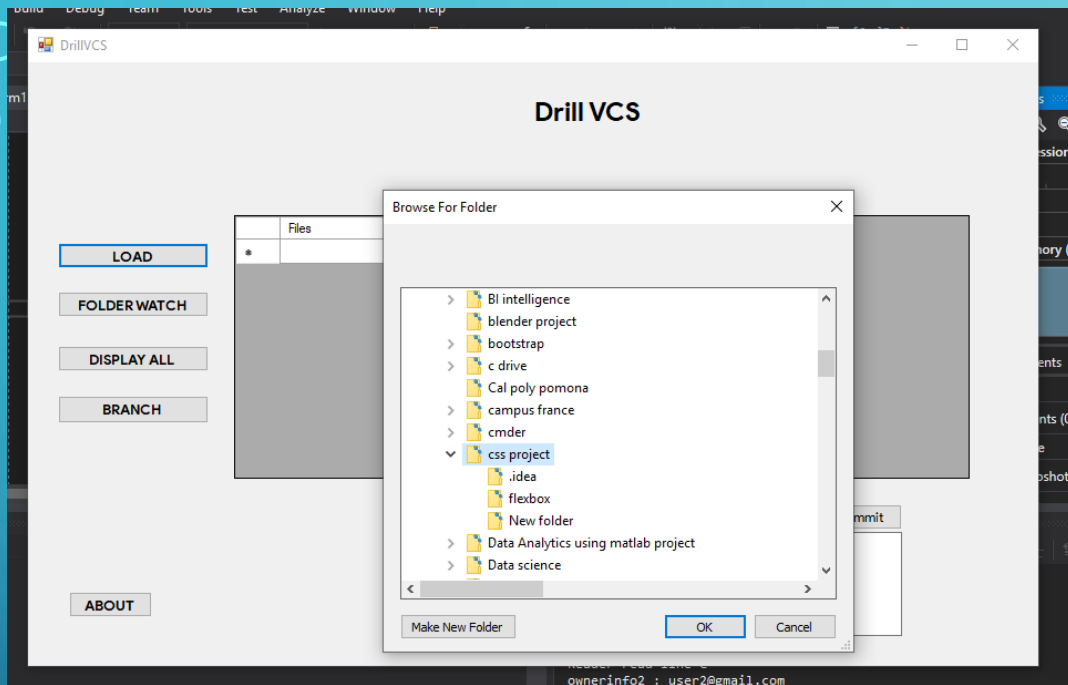 Build Debug Team Tools Test Analyze Window Help
DrillVCS
Drill VCS
Browse For Folder
Files
LOAD
FOLDER WATCH
DISPLAY ALL
BRANCH
ABOUT
BI intelligence
blender project
bootstrap
c drive
Cal poly pomona
campus france
cmder
css project
.idea
flexbox
New folder
Data Analytics using matlab project
Data science
Make New Folder
OK
Cancel
ownerinfo2 : user2@gmail.com